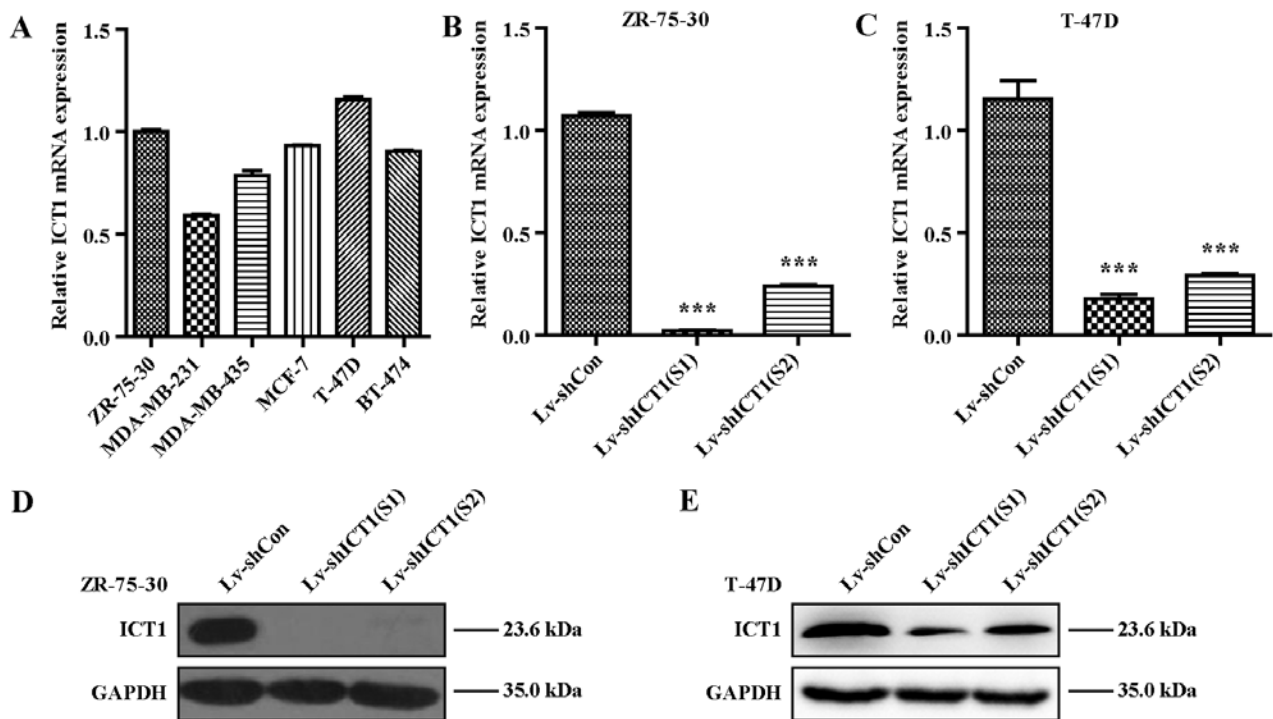 A
Relative ICT1 mRNA expression
1.5
1.0
0.5
0.0
ZR-75-30
MDA-MB-231
MDA-MB-435
MCF-7
T-47D
BT-474
B
ZR-75-30
Relative ICT1 mRNA expression
1.5
1.0
0.5
0.0
***
***
Lv-shCon
Lv-shICT1(S1)
Lv-shICT1(S2)
C
T-47D
Relative ICT1 mRNA expression
1.5
1.0
0.5
0.0
***
***
Lv-shCon
Lv-shICT1(S1)
Lv-shICT1(S2)
D
Lv-shCon
Lv-shICT1(S1)
Lv-shICT1(S2)
ZR-75-30
ICT1
23.6 kDa
GAPDH
35.0 kDa
E
Lv-shCon
Lv-shICT1(S1)
Lv-shICT1(S2)
T-47D
ICT1
23.6 kDa
GAPDH
35.0 kDa